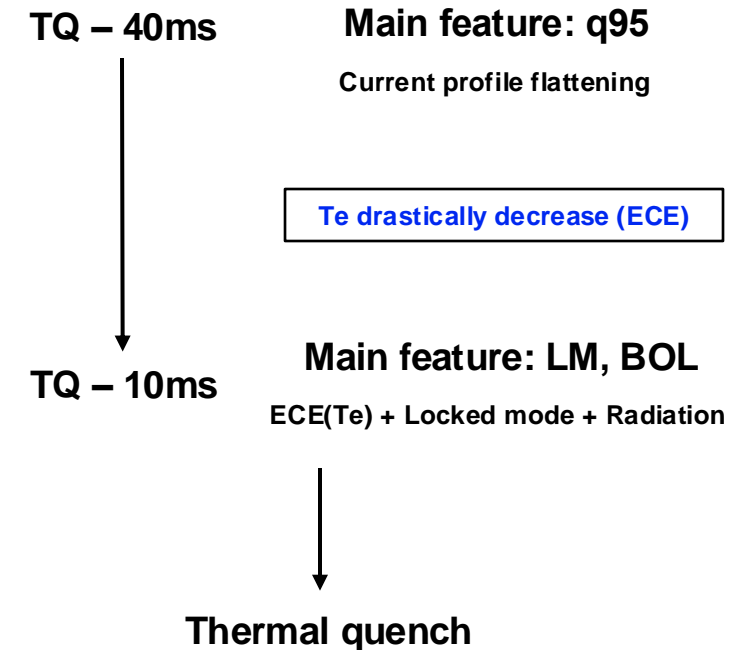 TQ – 40ms
Main feature: q95
Current profile flattening
Te drastically decrease (ECE)
TQ – 10ms
Main feature: LM, BOL
ECE(Te) + Locked mode + Radiation
Thermal quench